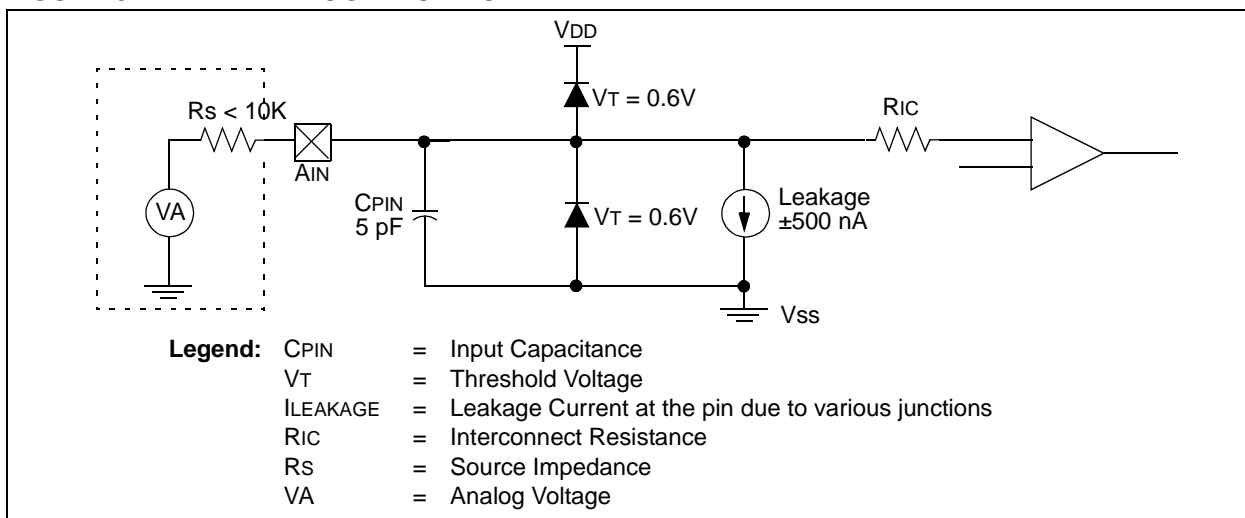 VDD
VT = 0.6V
RS < 10K
RIC
AIN
VA
CPIN
5 pF
VT = 0.6V
Leakage
±500 nA
VSS
Legend: CPIN = Input Capacitance
VT = Threshold Voltage
ILEAKAGE = Leakage Current at the pin due to various junctions
RIC = Interconnect Resistance
RS = Source Impedance
VA = Analog Voltage